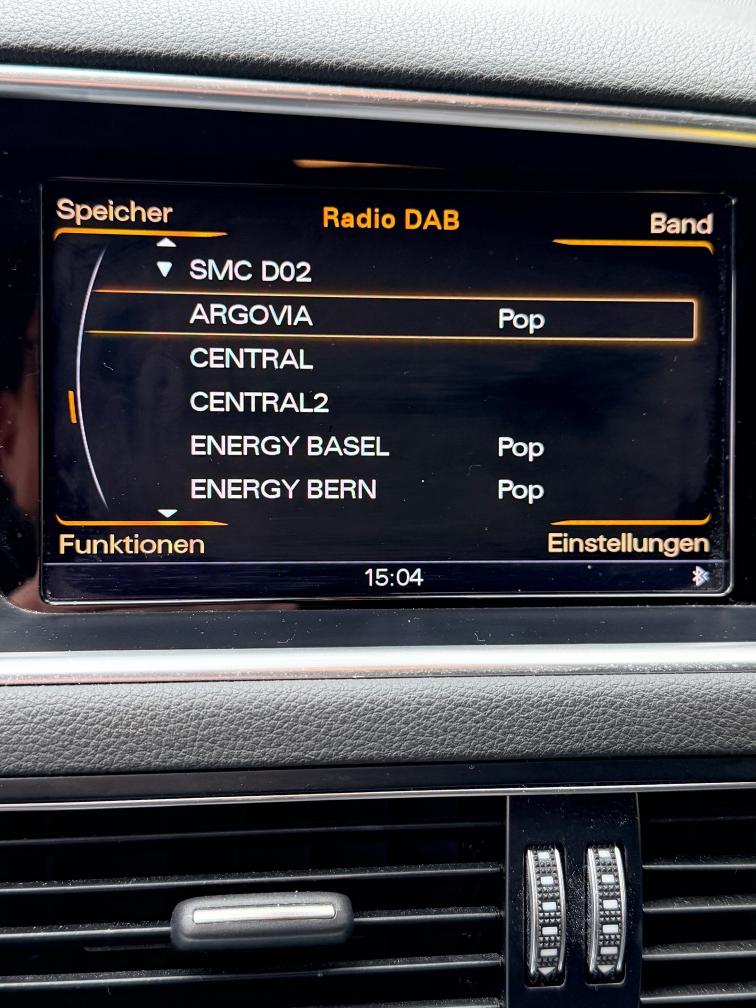 Speicher Radio DAB Band
SMC D02
ARGOVIA Pop
CENTRAL
CENTRAL2
ENERGY BASEL Pop
ENERGY BERN Pop
Funktionen Einstellungen
15:04